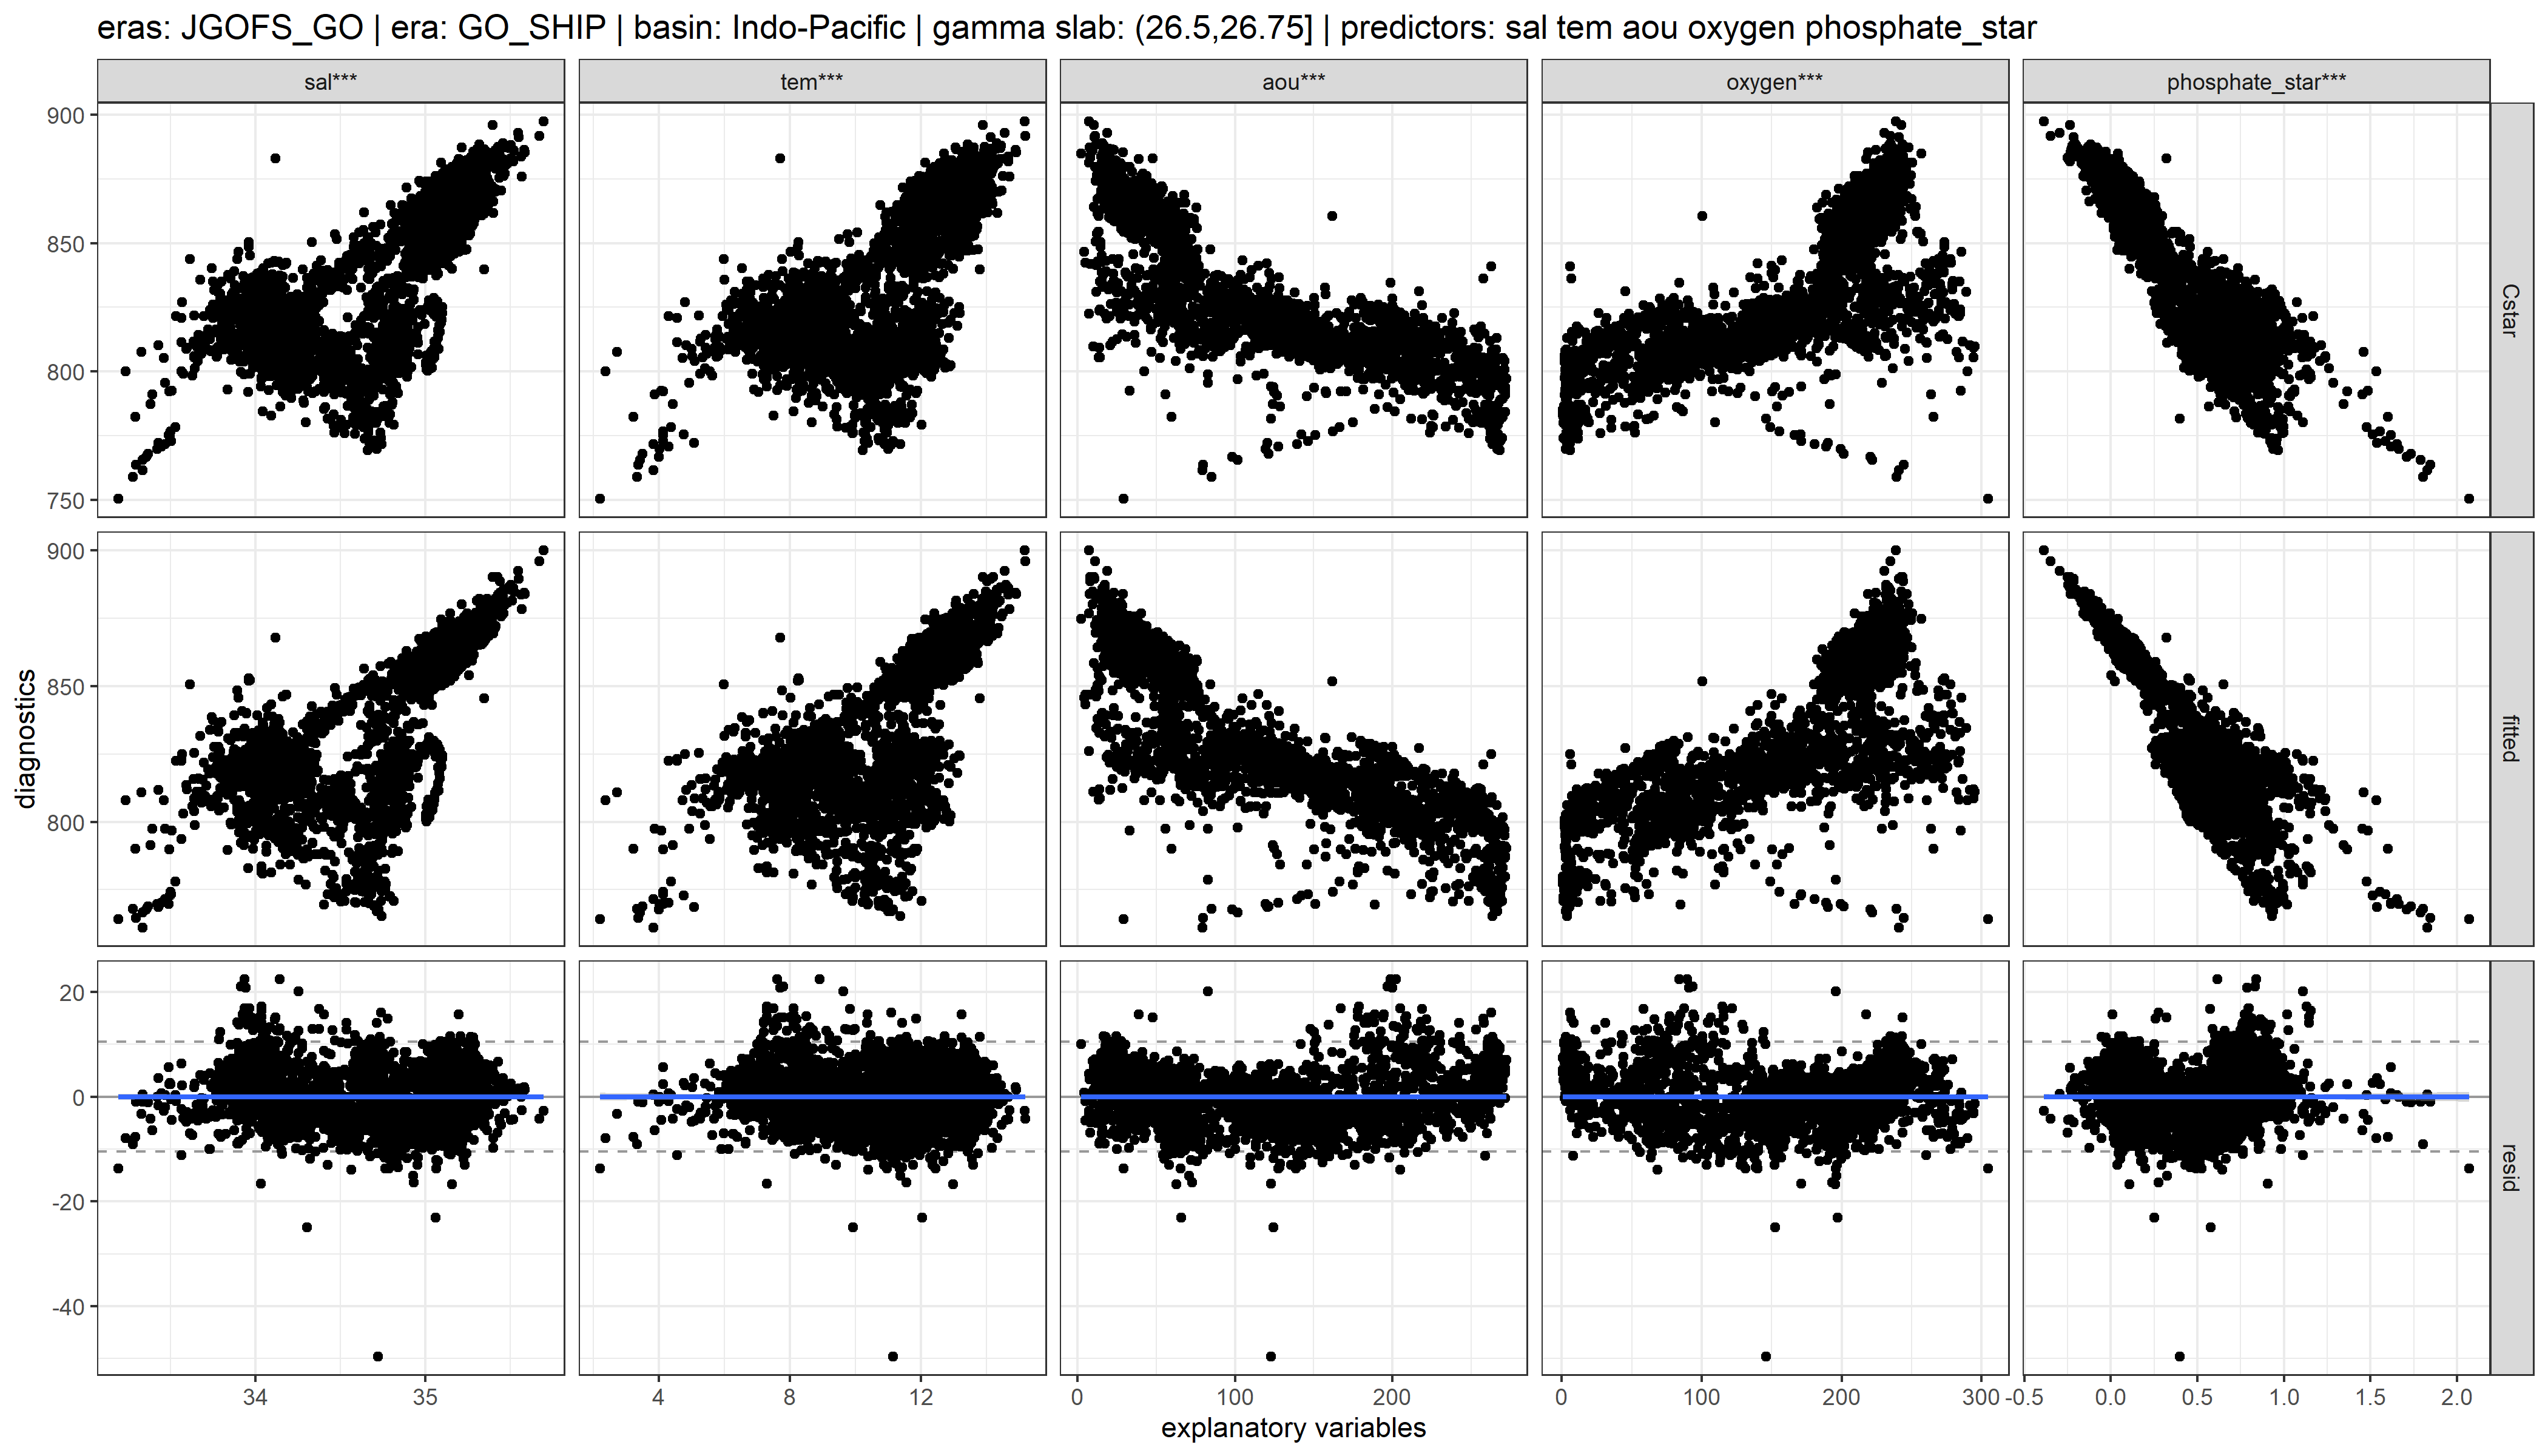 eras: JGOFS_GO | era: GO_SHIP | basin: Indo-Pacific | gamma slab: (26.5,26.75] | predictors: sal tem aou oxygen phosphate_star
sal*** tem*** aou*** oxygen*** phosphate_star***
900
850
800
750
Cstar
900
850
800
fitted
diagnostics
20
0
-20
-40
resid
34 35 4 8 12 0 100 200 0 100 200 300 -0.5 0.0 0.5 1.0 1.5 2.0
explanatory variables